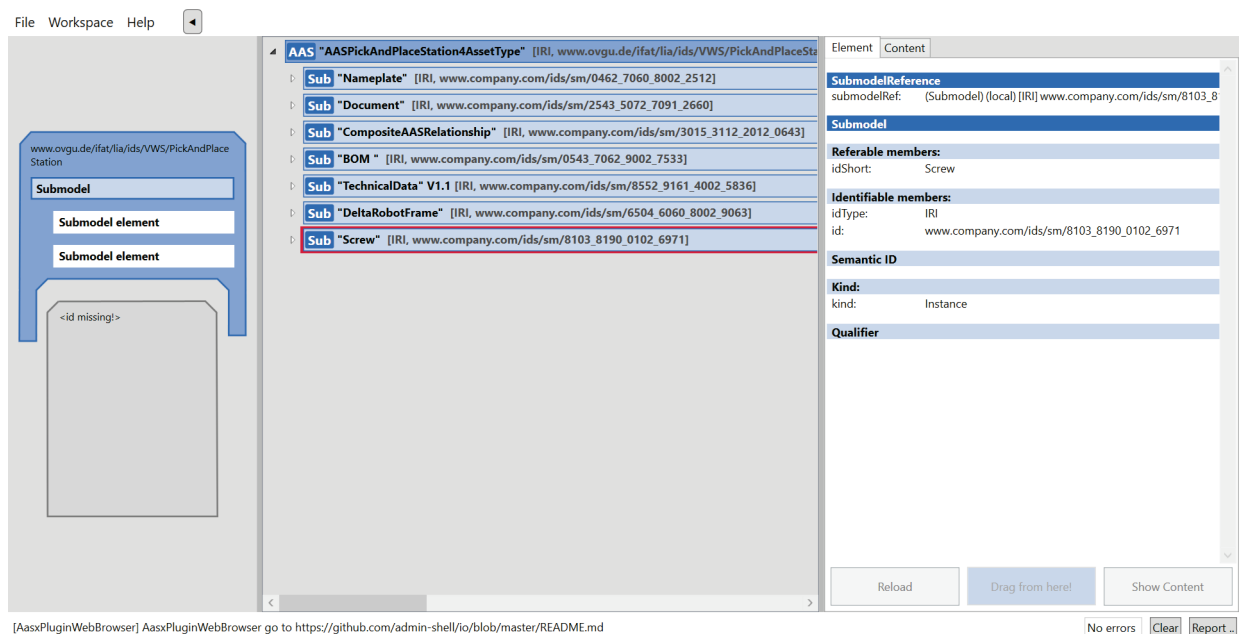 File Workspace Help
www.ovgu.de/ifat/lia/ids/VWS/PickAndPlace
Station
Submodel
Submodel element
Submodel element
<id missing!>
AAS "AASPickAndPlaceStation4AssetType" [IRI, www.ovgu.de/ifat/lia/ids/VWS/PickAndPlaceSta
Sub "Nameplate" [IRI, www.company.com/ids/sm/0462_7060_8002_2512]
Sub "Document" [IRI, www.company.com/ids/sm/2543_5072_7091_2660]
Sub "CompositeAASRelationship" [IRI, www.company.com/ids/sm/3015_3112_2012_0643]
Sub "BOM " [IRI, www.company.com/ids/sm/0543_7062_9002_7533]
Sub "TechnicalData" V1.1 [IRI, www.company.com/ids/sm/8552_9161_4002_5836]
Sub "DeltaRobotFrame" [IRI, www.company.com/ids/sm/6504_6060_8002_9063]
Sub "Screw" [IRI, www.company.com/ids/sm/8103_8190_0102_6971]
Element Content
SubmodelReference
submodelRef: (Submodel) (local) [IRI] www.company.com/ids/sm/8103_8
Submodel
Referable members:
idShort: Screw
Identifiable members:
idType: IRI
id: www.company.com/ids/sm/8103_8190_0102_6971
Semantic ID
Kind:
kind: Instance
Qualifier
Reload Drag from here! Show Content
[AasxPluginWebBrowser] AasxPluginWebBrowser go to https://github.com/admin-shell/io/blob/master/README.md No errors Clear Report ..